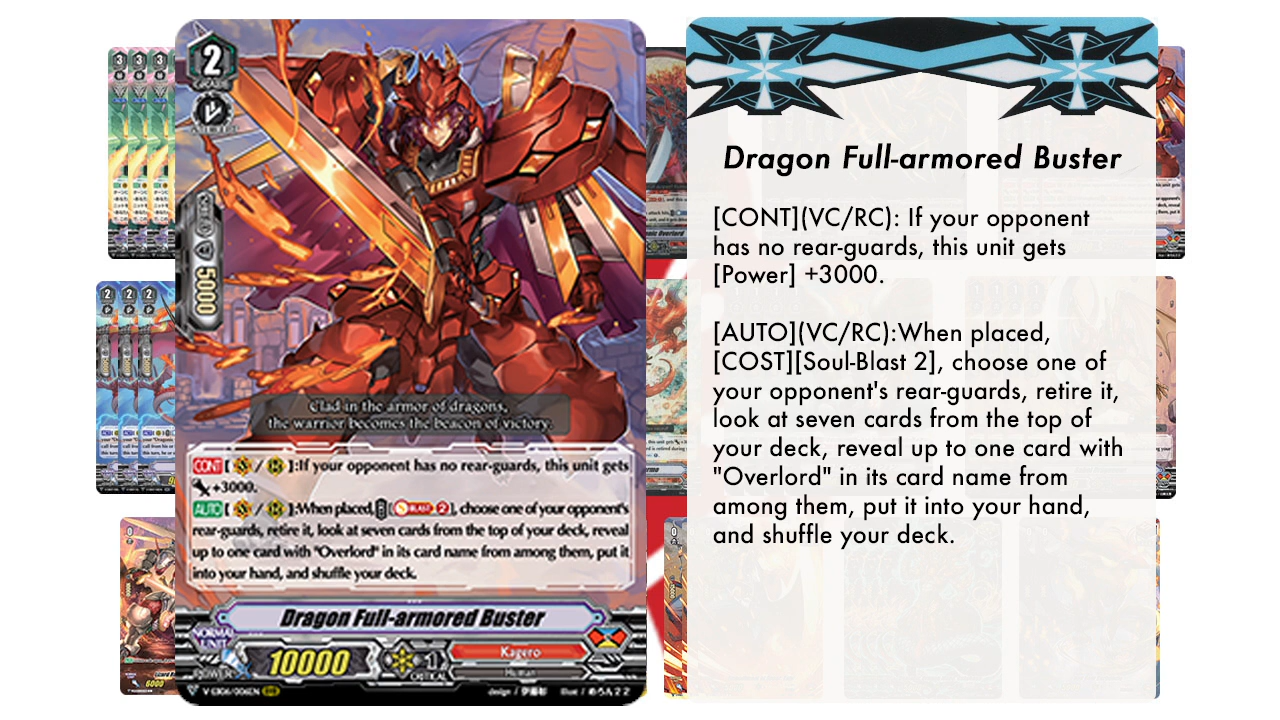 2
5000
Clad in the armor of dragons,
the warrior becomes the beacon of victory.
CONT [ / ]:If your opponent has no rear-guards, this unit gets
+3000.
AUTO [ / ]:When placed, [ BLAST 2 ], choose one of your opponent's
rear-guards, retire it, look at seven cards from the top of your deck, reveal
up to one card with "Overlord" in its card name from among them, put it
into your hand, and shuffle your deck.
Dragon Full-armored Buster
NORMAL
UNIT
POWER
10000
1
CRITICAL
Kagero
Human
Dragon Full-armored Buster
[CONT](VC/RC): If your opponent
has no rear-guards, this unit gets
[Power] +3000.
[AUTO](VC/RC):When placed,
[COST][Soul-Blast 2], choose one of
your opponent's rear-guards, retire it,
look at seven cards from the top of
your deck, reveal up to one card with
"Overlord" in its card name from
among them, put it into your hand,
and shuffle your deck.